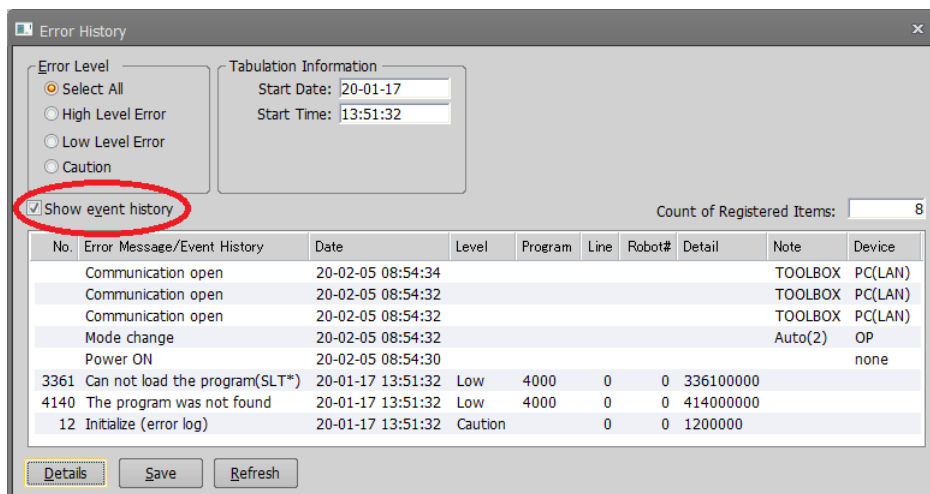 Error History
Error Level
Select All
High Level Error
Low Level Error
Caution
Tabulation Information
Start Date: 20-01-17
Start Time: 13:51:32
Show event history
Count of Registered Items: 8
No. Error Message/Event History Date Level Program Line Robot# Detail Note Device
Communication open 20-02-05 08:54:34 TOOLBOX PC(LAN)
Communication open 20-02-05 08:54:32 TOOLBOX PC(LAN)
Communication open 20-02-05 08:54:32 TOOLBOX PC(LAN)
Mode change 20-02-05 08:54:32 Auto(2) OP
Power ON 20-02-05 08:54:30 none
3361 Can not load the program(SLT*) 20-01-17 13:51:32 Low 4000 0 0 336100000
4140 The program was not found 20-01-17 13:51:32 Low 4000 0 0 414000000
12 Initialize (error log) 20-01-17 13:51:32 Caution 0 0 1200000
Details Save Refresh